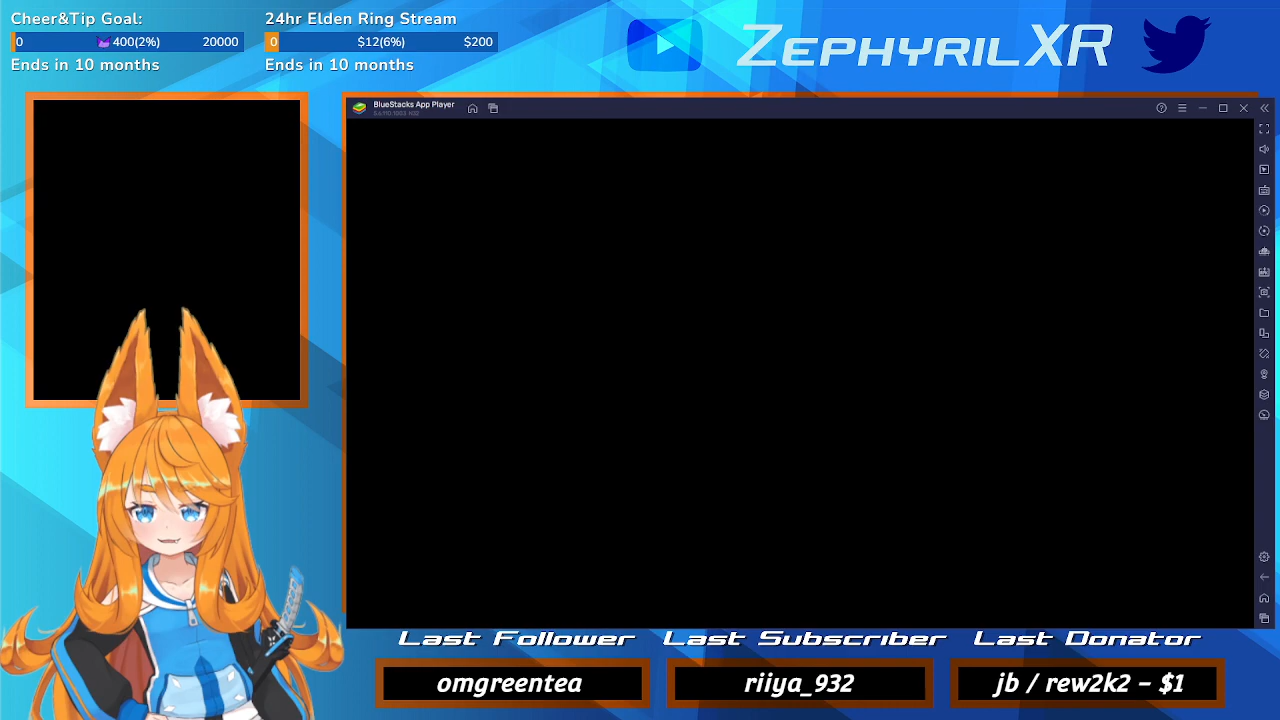 Cheer&Tip Goal:
0 400(2%) 20000
Ends in 10 months
24hr Elden Ring Stream
0 $12(6%) $200
Ends in 10 months
ZephyrilXR
BlueStacks App Player
Last Follower
omgreentea
Last Subscriber
riiya_932
Last Donator
jb / rew2k2 - $1